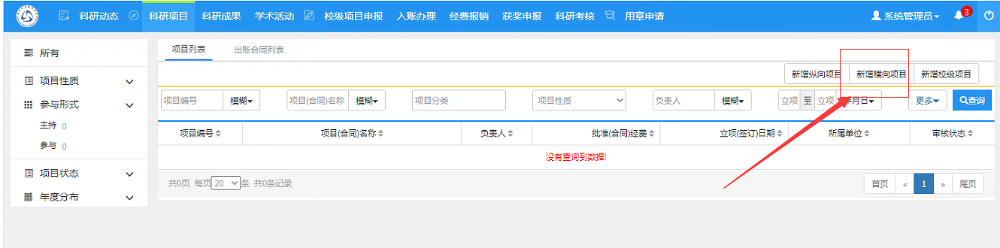 科研动态 科研项目 科研成果 学术活动 校级项目申报 入账办理 经费报销 获奖申报 科研考核 用章申请 系统管理员 3
所有
项目性质
参与形式
主持 0
参与 0
项目状态
年度分布
项目列表 出账合同列表
新增纵向项目 新增横向项目 新增校级项目
项目编号 模糊 项目(合同)名称 模糊 项目分类 项目性质 负责人 模糊 立项 至 立项 年月日 更多 查询
项目编号 项目(合同)名称 负责人 批准(合同)经费 立项(签订)日期 所属单位 审核状态
没有查询到数据!
共0页 每页 20 条 共0条记录 首页 « 1 » 尾页